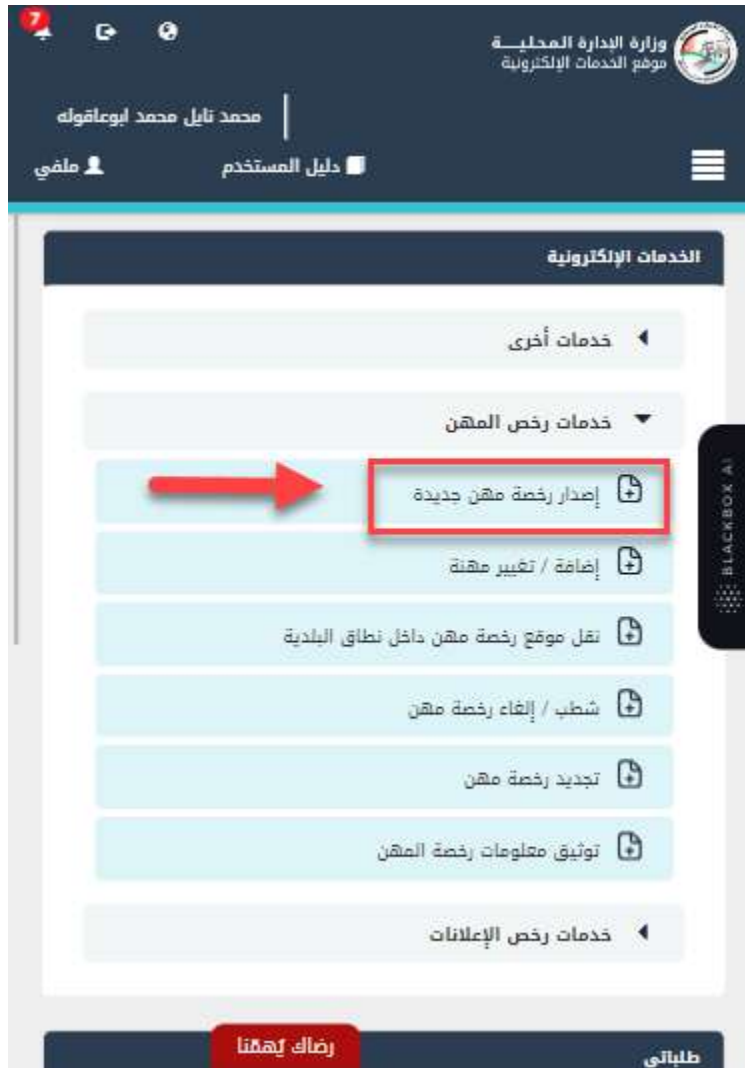 7
وزارة الإدارة المحليـــة
موقع الخدمات الإلكترونية
محمد نايل محمد ابوعاقوله
دليل المستخدم
ملفي
الخدمات الإلكترونية
خدمات أخرى
خدمات رخص المهن
إصدار رخصة مهن جديدة
إضافة / تغيير مهنة
نقل موقع رخصة مهن داخل نطاق البلدية
شطب / إلغاء رخصة مهن
تجديد رخصة مهن
توثيق معلومات رخصة المهن
خدمات رخص الإعلانات
BLACKBOX AI
رضاك يُهمّنا
طلباتي